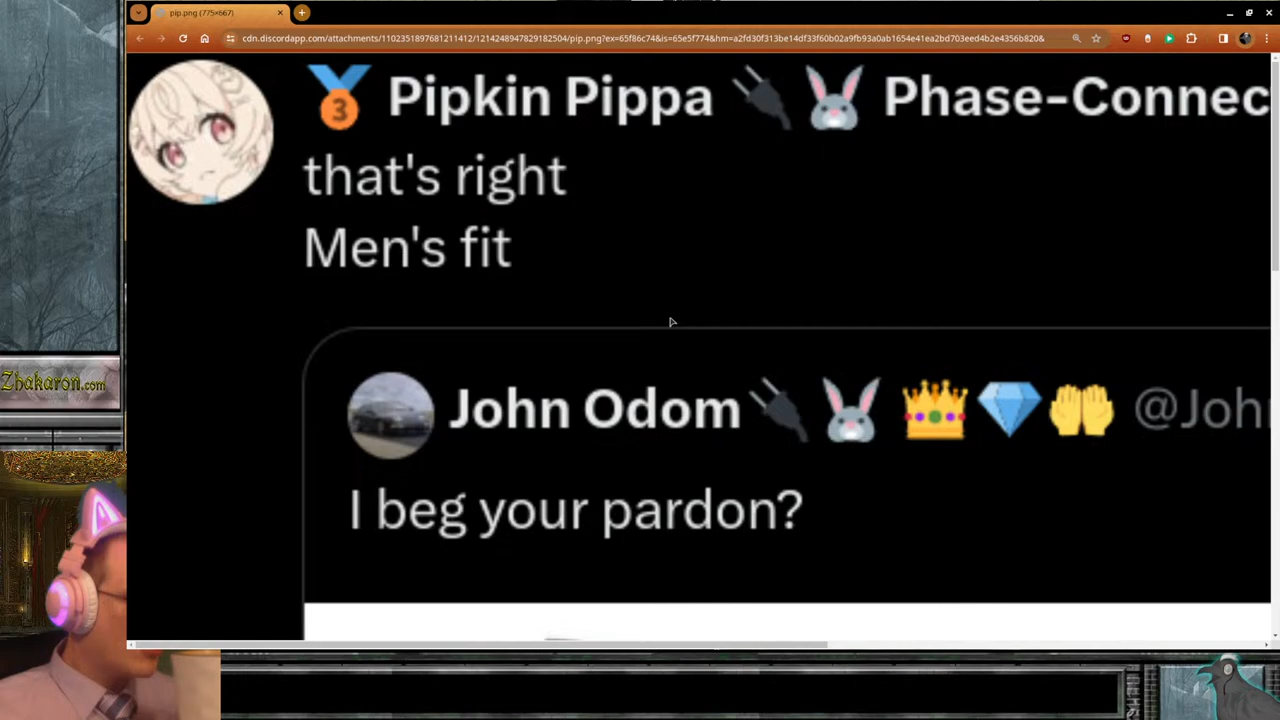 pip.png (775×667)
cdn.discordapp.com/attachments/1102351897681211412/1214248947829182504/pip.png?ex=65f86c74&is=65e5f774&hm=a2fd30f313be14df33f60b02a9fb93a0ab1654e41ea2bd703eed4b2e4356b820&
3 Pipkin Pippa Phase-Connec
that's right
Men's fit
John Odom @Joh
I beg your pardon?
Zhakaron.com